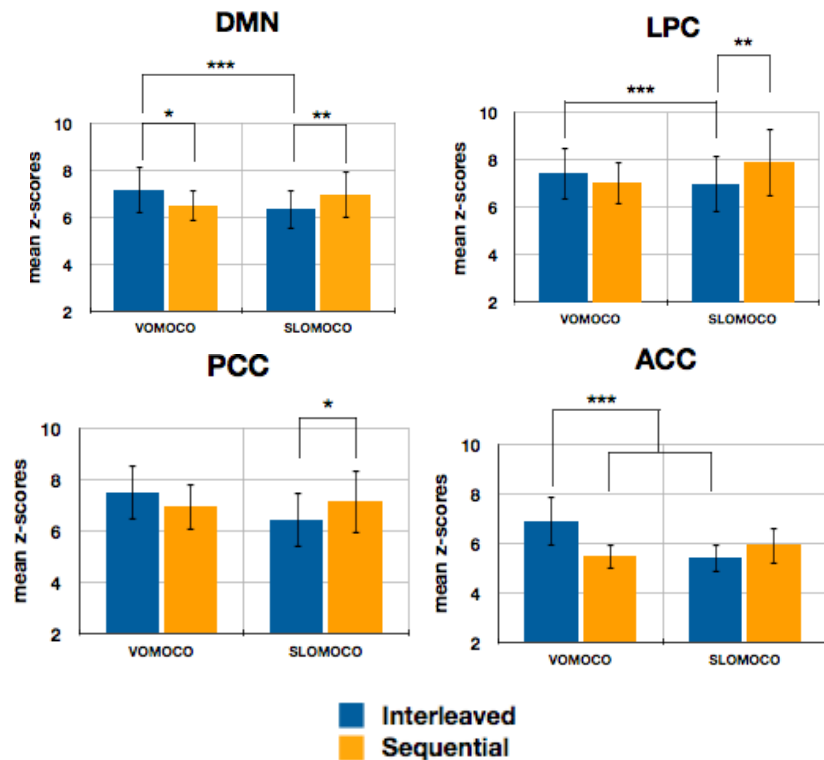 DMN
***
*
**
10
8
6
4
2
mean z-scores
VOMOCO
SLOMOCO
LPC
**
***
10
8
6
4
2
mean z-scores
VOMOCO
SLOMOCO
PCC
*
10
8
6
4
2
mean z-scores
VOMOCO
SLOMOCO
ACC
***
10
8
6
4
2
mean z-scores
VOMOCO
SLOMOCO
Interleaved
Sequential